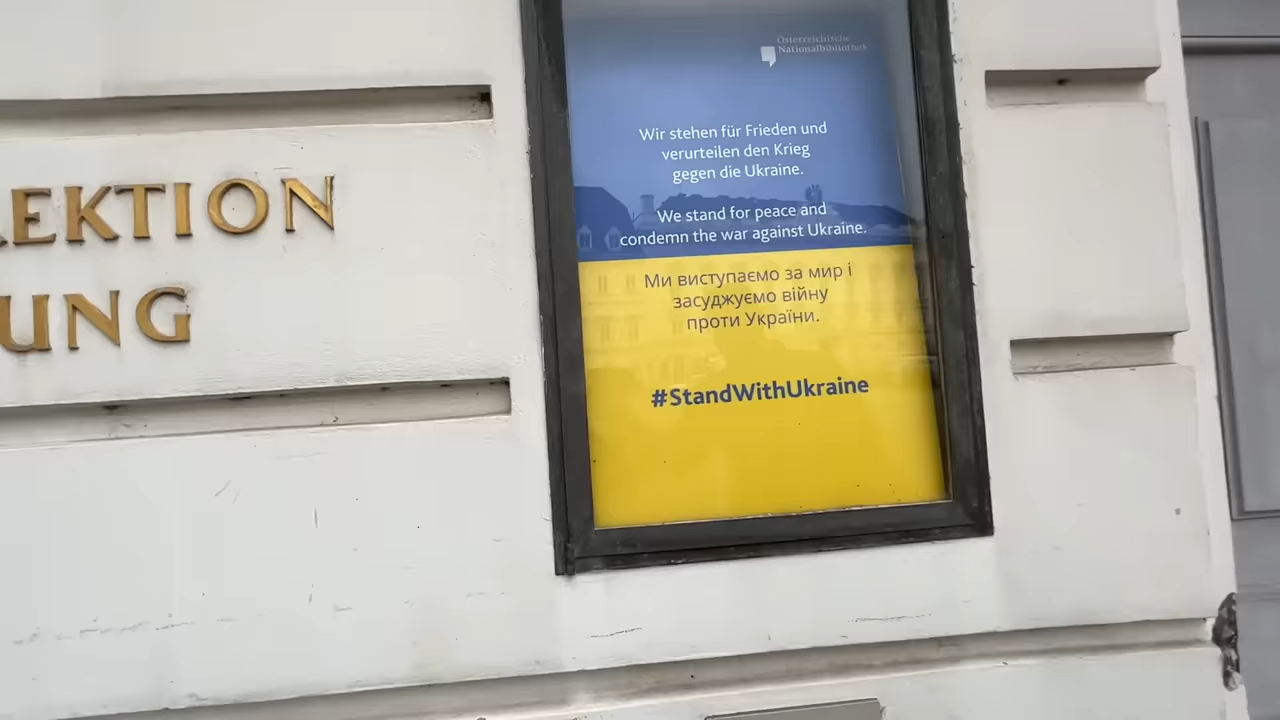 EKTION
UNG
Österreichische
Nationalbibliothek
Wir stehen für Frieden und
verurteilen den Krieg
gegen die Ukraine.
We stand for peace and
condemn the war against Ukraine.
Ми виступаємо за мир і
засуджуємо війну
проти України.
#StandWithUkraine